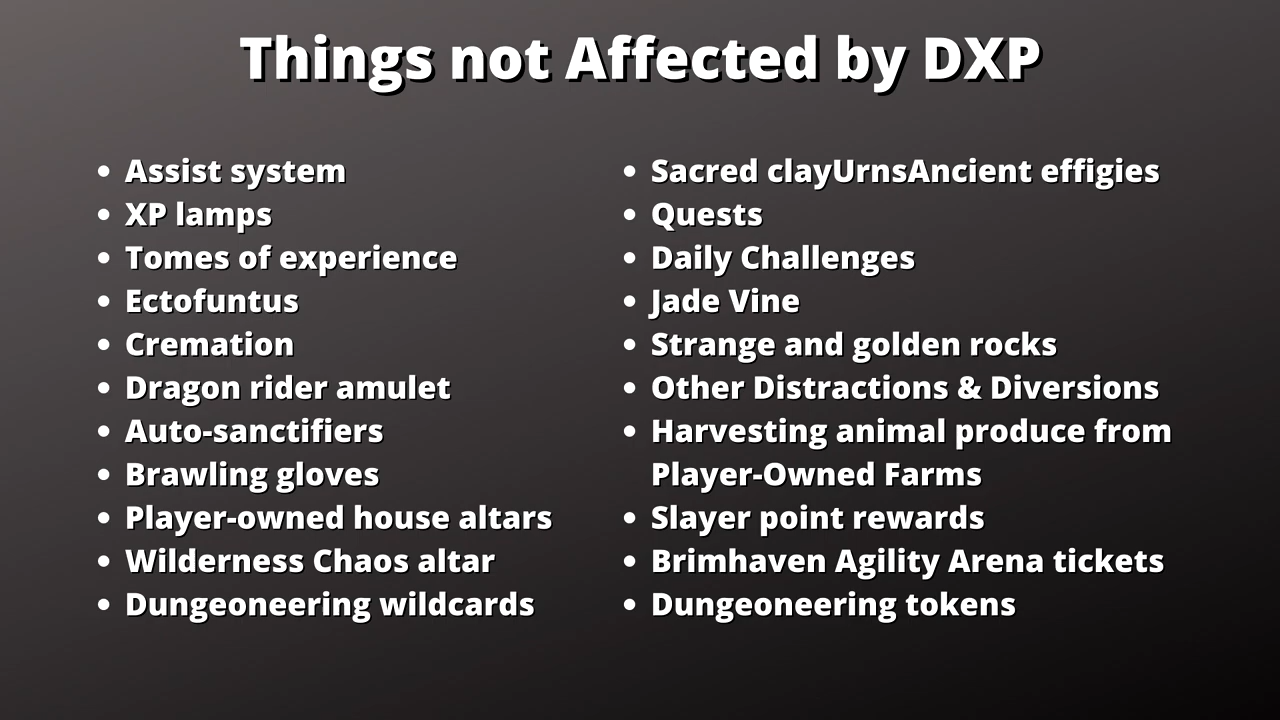 Things not Affected by DXP
Assist system
XP lamps
Tomes of experience
Ectofuntus
Cremation
Dragon rider amulet
Auto-sanctifiers
Brawling gloves
Player-owned house altars
Wilderness Chaos altar
Dungeoneering wildcards
Sacred clayUrnsAncient effigies
Quests
Daily Challenges
Jade Vine
Strange and golden rocks
Other Distractions & Diversions
Harvesting animal produce from
Player-Owned Farms
Slayer point rewards
Brimhaven Agility Arena tickets
Dungeoneering tokens